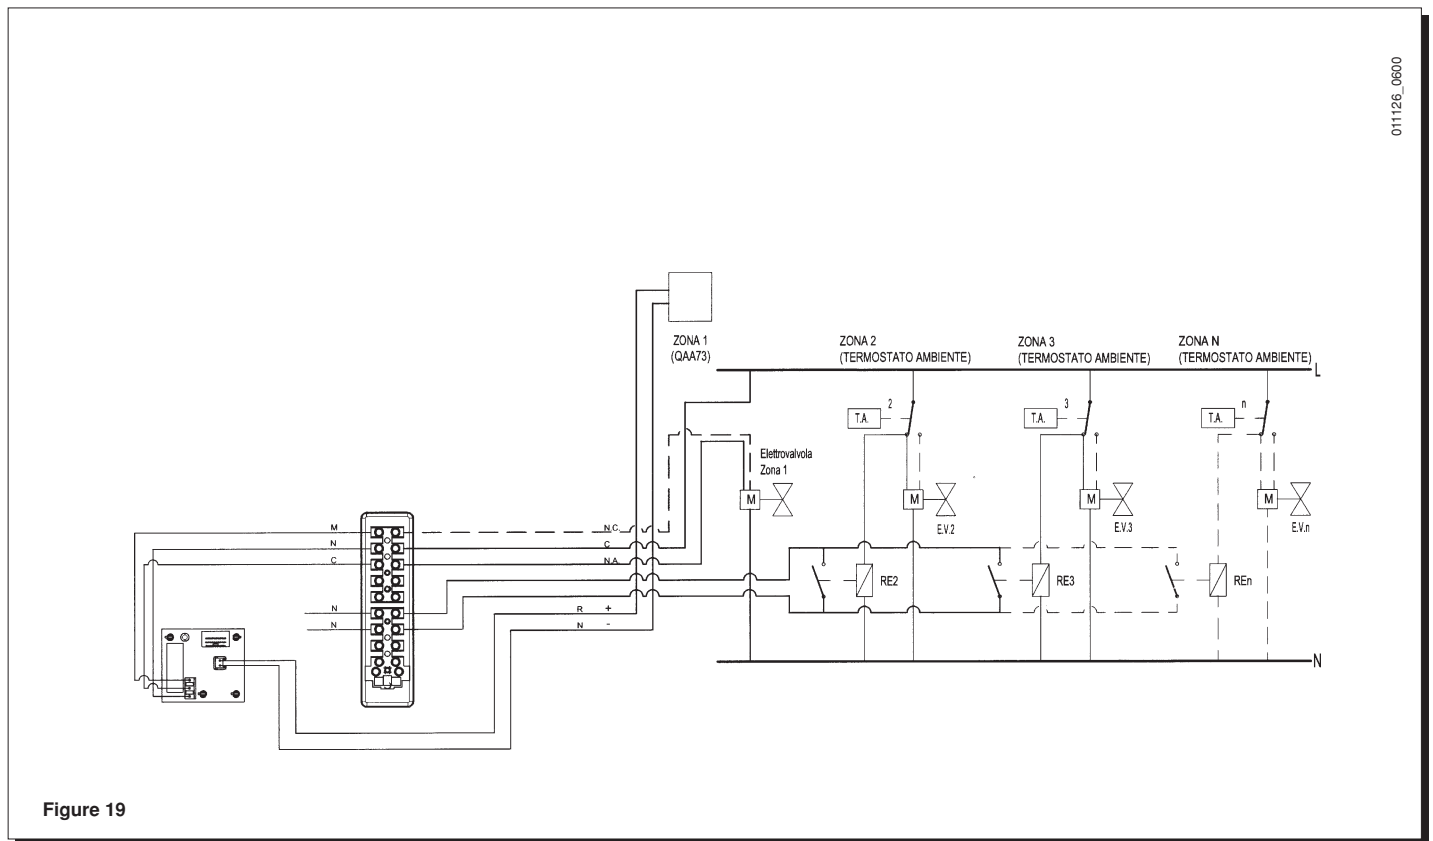 011126_0600
ZONA 1
(QAA73)
ZONA 2
(TERMOSTATO AMBIENTE)
ZONA 3
(TERMOSTATO AMBIENTE)
ZONA N
(TERMOSTATO AMBIENTE)
L
T.A.
2
T.A.
3
T.A.
n
Elettrovalvola
Zona 1
M
M
E.V.2
M
E.V.3
M
E.V.n
M
N
C
N.C.
C
N.A.
RE2
RE3
REn
N
N
R +
N -
N
Figure 19